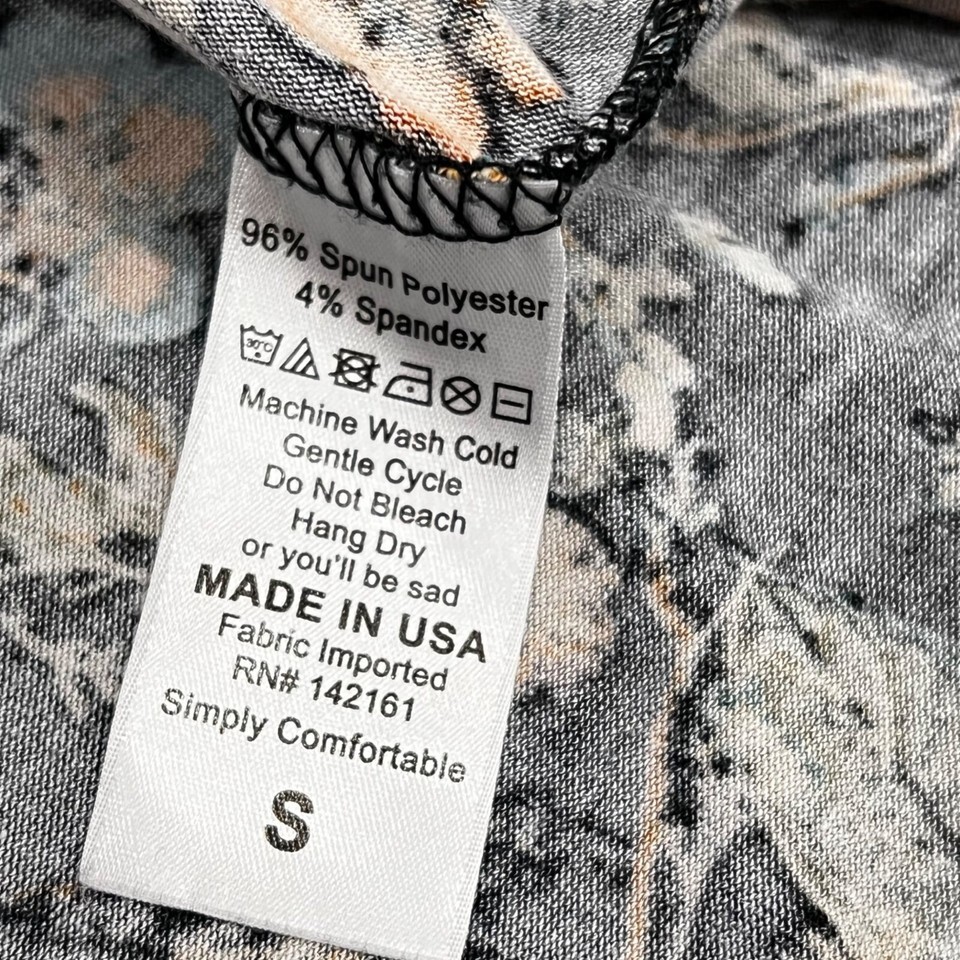 96% Spun Polyester
4% Spandex
30°C
Machine Wash Cold
Gentle Cycle
Do Not Bleach
Hang Dry
or you'll be sad
MADE IN USA
Fabric Imported
RN# 142161
Simply Comfortable
S